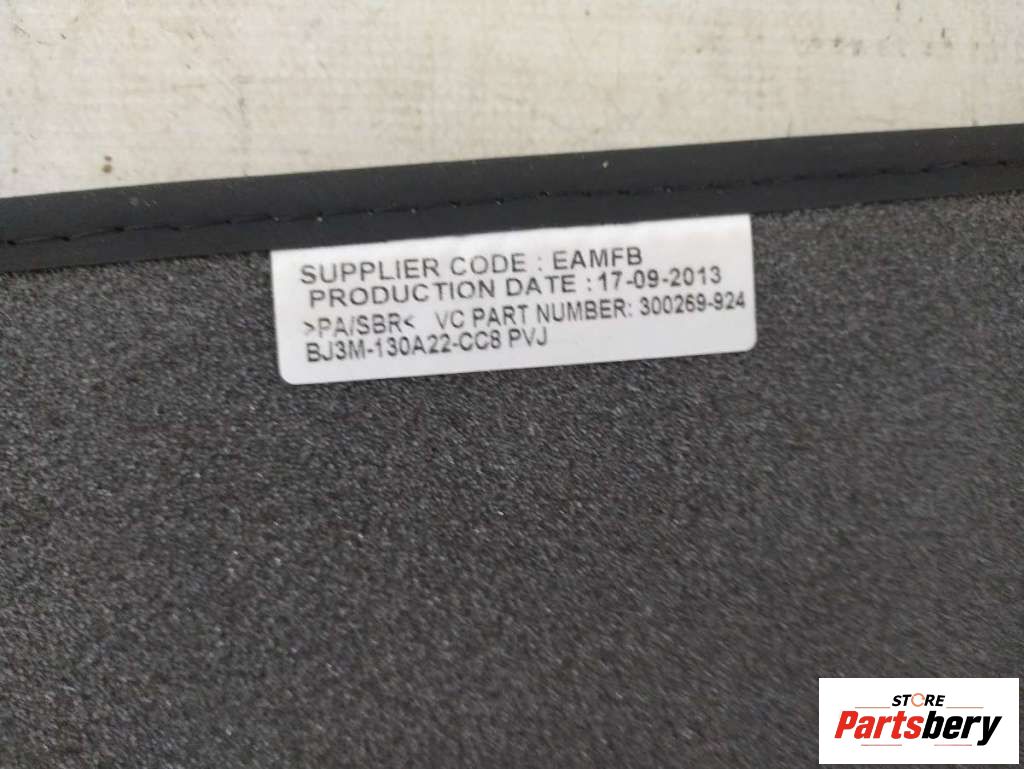 SUPPLIER CODE : EAMFB
PRODUCTION DATE : 17-09-2013
>PA/SBR< VC PART NUMBER: 300269-924
BJ3M-130A22-CC8 PVJ
STORE
Partsbery